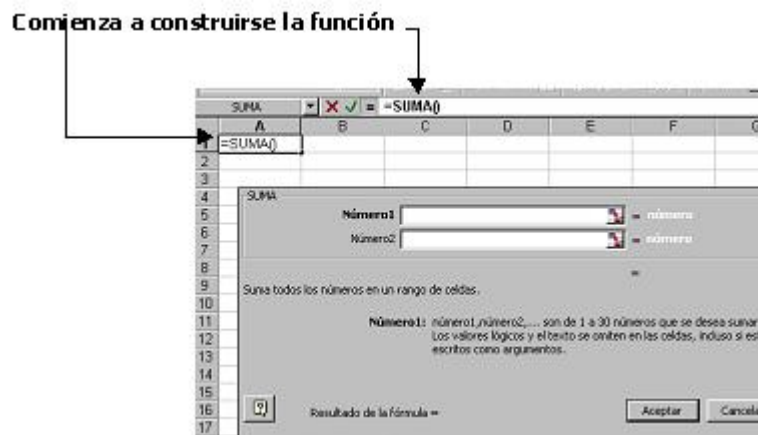 Comienza a construirse la función
SUMA = =SUMA()
A B C D E F
1 =SUMA()
2
3
4 SUMA
5 Número1 = número
6 Número2 = número
7
8 =
9 Suma todos los números en un rango de celdas.
10
11 Número1: número1,número2,... son de 1 a 30 números que se desea sumar
12 Los valores lógicos y el texto se omiten en las celdas, incluso si
13 escritos como argumentos.
14
15
16 Resultado de la fórmula = Aceptar Cancela
17